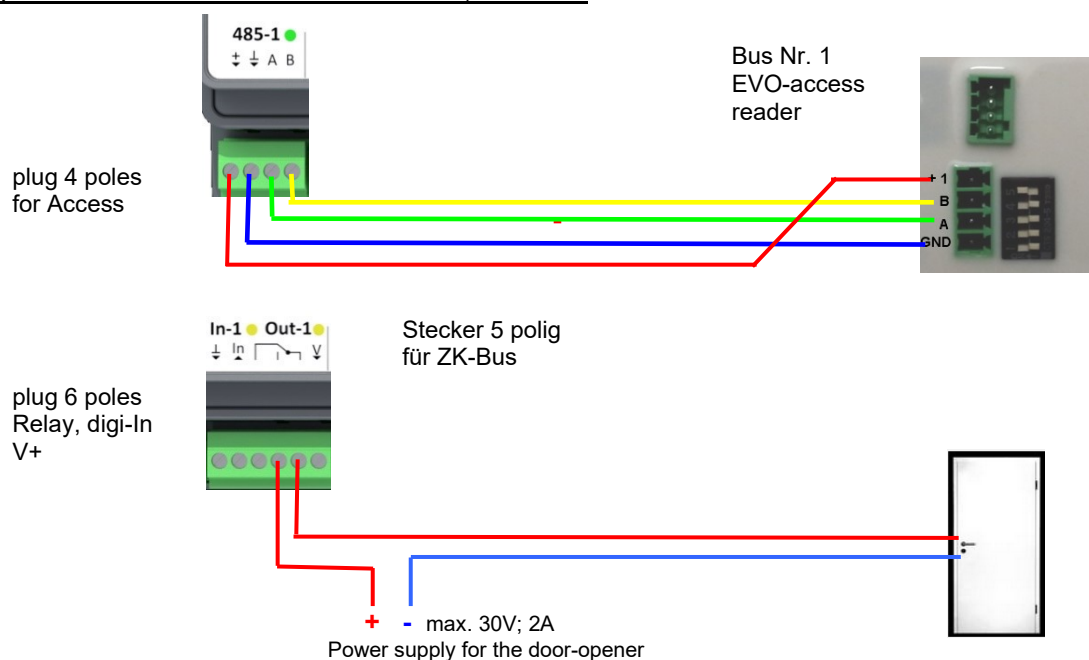 485-1
A B
Bus Nr. 1
EVO-access
reader
plug 4 poles
for Access
+ 1
B
A
GND
-
In-1 Out-1
In V
Stecker 5 polig
für ZK-Bus
plug 6 poles
Relay, digi-In
V+
+ - max. 30V; 2A
Power supply for the door-opener